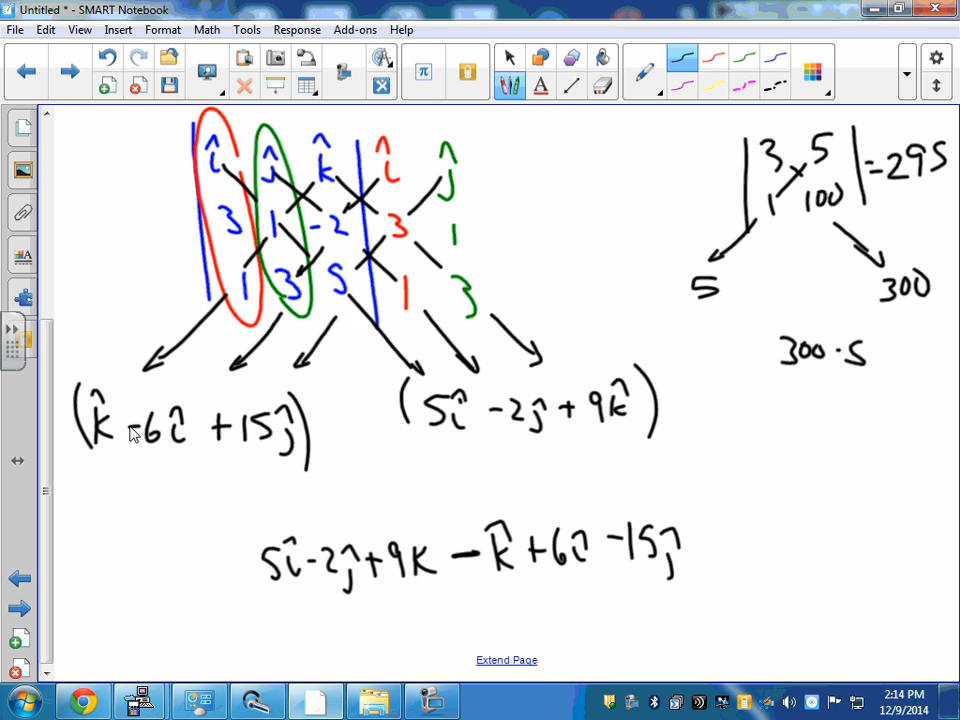 Untitled * - SMART Notebook
File Edit View Insert Format Math Tools Response Add-ons Help
î ĵ k̂ î ĵ
3 1 -2 3 1
1 3 5 1 3
| 3 5 | = 295
| 1 100 |
5 300
300 · 5
(k̂ - 6î + 15ĵ) (5î - 2ĵ + 9k̂)
5î - 2ĵ + 9k - k̂ + 6î - 15ĵ
Extend Page
2:14 PM
12/9/2014